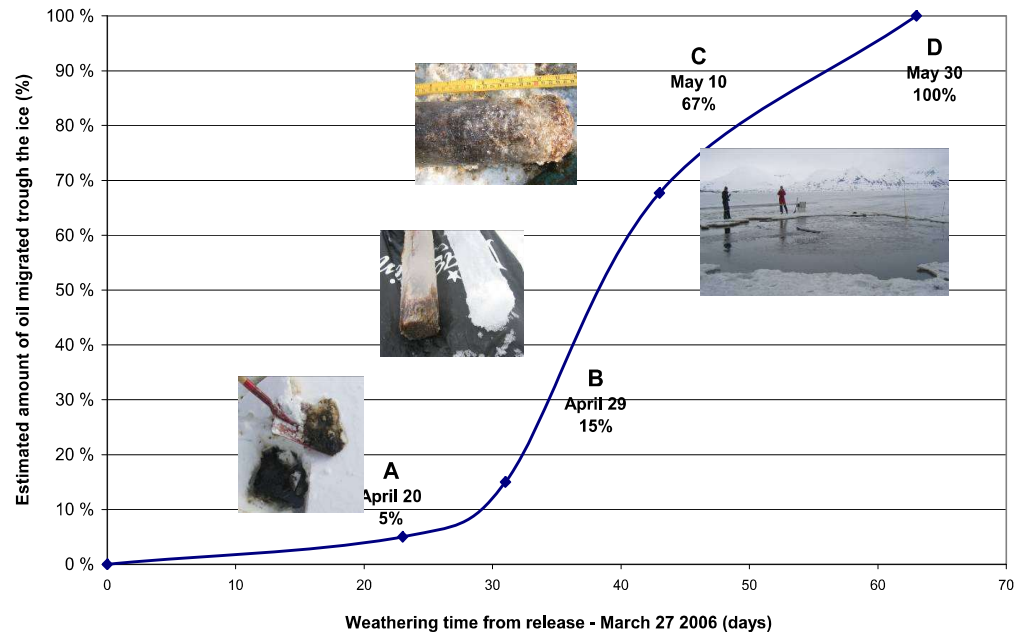 100 %
90 %
80 %
70 %
60 %
50 %
40 %
30 %
20 %
10 %
0 %
Estimated amount of oil migrated trough the ice (%)
A
April 20
5%
B
April 29
15%
C
May 10
67%
D
May 30
100%
0
10
20
30
40
50
60
70
Weathering time from release - March 27 2006 (days)